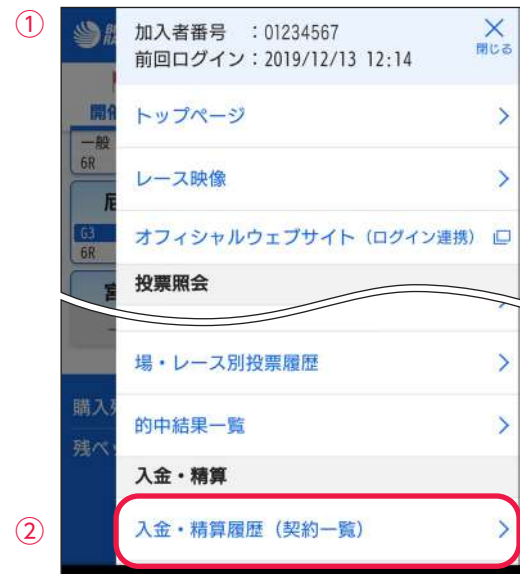 ①
加入者番号 ：01234567
前回ログイン：2019/12/13 12:14
閉じる
トップページ
開催
一般
6R
レース映像
G3
6R
オフィシャルウェブサイト（ログイン連携）
投票照会
場・レース別投票履歴
購入
的中結果一覧
残ベ
入金・精算
②
入金・精算履歴（契約一覧）